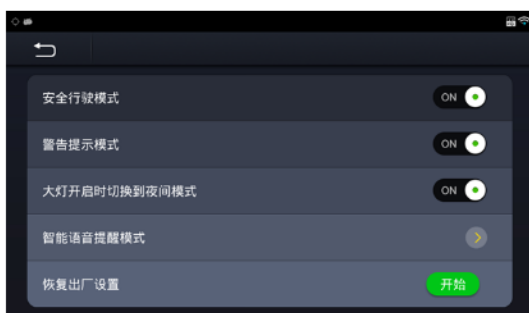 安全行驶模式 ON
警告提示模式 ON
大灯开启时切换到夜间模式 ON
智能语音提醒模式
恢复出厂设置 开始